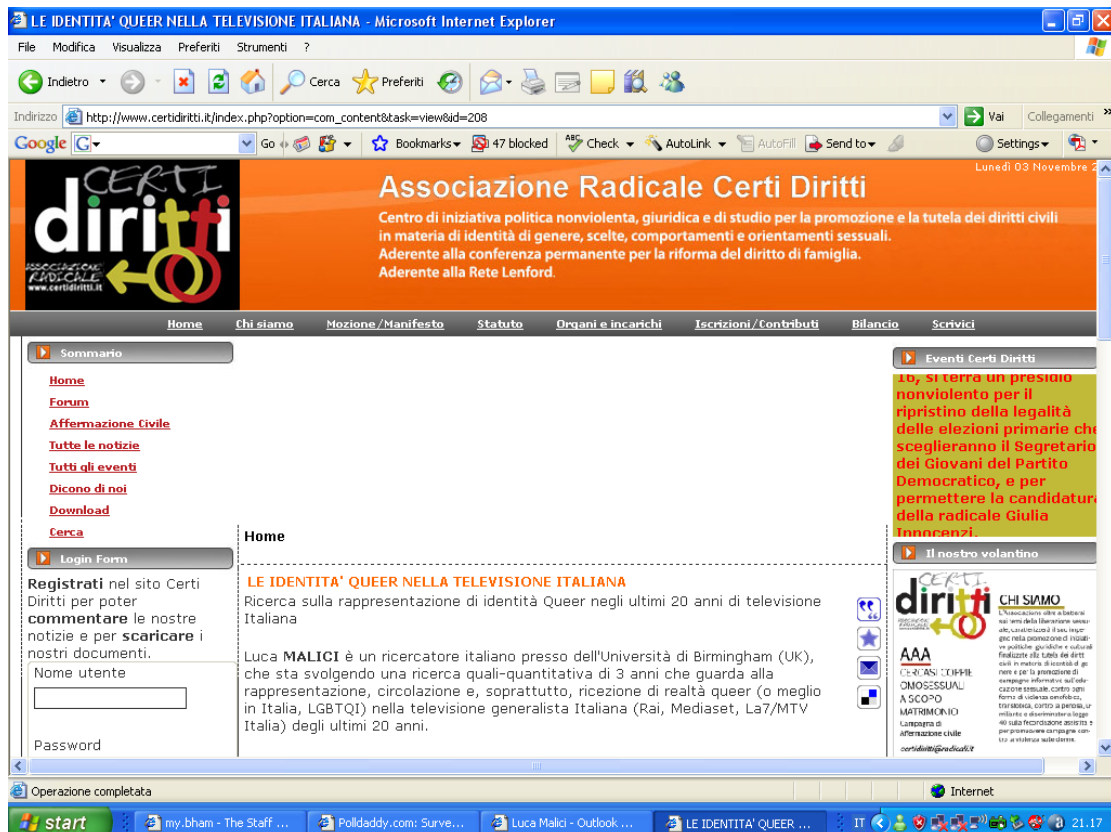 LE IDENTITA' QUEER NELLA TELEVISIONE ITALIANA - Microsoft Internet Explorer
File Modifica Visualizza Preferiti Strumenti ?
Indietro Cerca Preferiti
Indirizzo http://www.certidiritti.it/index.php?option=com_content&task=view&id=208 Vai Collegamenti »
Google G Go Bookmarks 47 blocked ABC Check AutoLink AutoFill Send to Settings
Lunedì 03 Novembre 2
CERTI
diritti
ASSOCIAZIONE
RADICALE
www.certidiritti.it
Associazione Radicale Certi Diritti
Centro di iniziativa politica nonviolenta, giuridica e di studio per la promozione e la tutela dei diritti civili
in materia di identità di genere, scelte, comportamenti e orientamenti sessuali.
Aderente alla conferenza permanente per la riforma del diritto di famiglia.
Aderente alla Rete Lenford.
Home Chi siamo Mozione/Manifesto Statuto Organi e incarichi Iscrizioni/Contributi Bilancio Scrivici
Sommario
Home
Forum
Affermazione Civile
Tutte le notizie
Tutti gli eventi
Dicono di noi
Download
Cerca
Login Form
Registrati nel sito Certi
Diritti per poter
commentare le nostre
notizie e per scaricare i
nostri documenti.
Nome utente
Password
Home
LE IDENTITA' QUEER NELLA TELEVISIONE ITALIANA
Ricerca sulla rappresentazione di identità Queer negli ultimi 20 anni di televisione
Italiana
Luca MALICI è un ricercatore italiano presso dell'Università di Birmingham (UK),
che sta svolgendo una ricerca quali-quantitativa di 3 anni che guarda alla
rappresentazione, circolazione e, soprattutto, ricezione di realtà queer (o meglio
in Italia, LGBTQI) nella televisione generalista Italiana (Rai, Mediaset, La7/MTV
Italia) degli ultimi 20 anni.
Eventi Certi Diritti
16, si terrà un presidio
nonviolento per il
ripristino della legalità
delle elezioni primarie che
sceglieranno il Segretario
dei Giovani del Partito
Democratico, e per
permettere la candidatura
della radicale Giulia
Innocenzi.
Il nostro volantino
CERTI
diritti
AAA
CERCASI COPPIE
OMOSESSUALI
A SCOPO
MATRIMONIO
Campagna di
Affermazione civile
certidiritti@radicali.it
CHI SIAMO
Operazione completata Internet
start my.bham - The Staff ... Polldaddy.com: Surve... Luca Malici - Outlook ... LE IDENTITA' QUEER ... IT 21.17